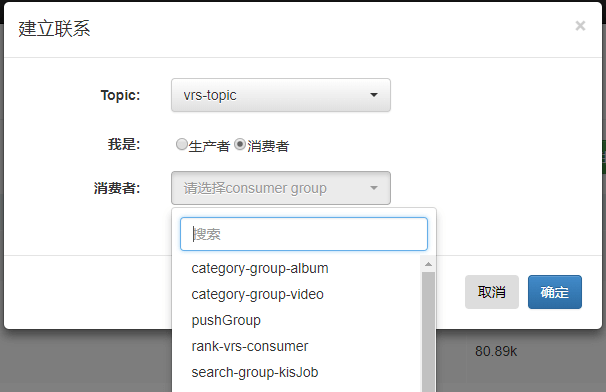 建立联系
×
Topic: vrs-topic
我是: 生产者 消费者
消费者: 请选择consumer group
搜索
category-group-album
category-group-video
取消 确定
pushGroup
rank-vrs-consumer
80.89k
search-group-kisJob